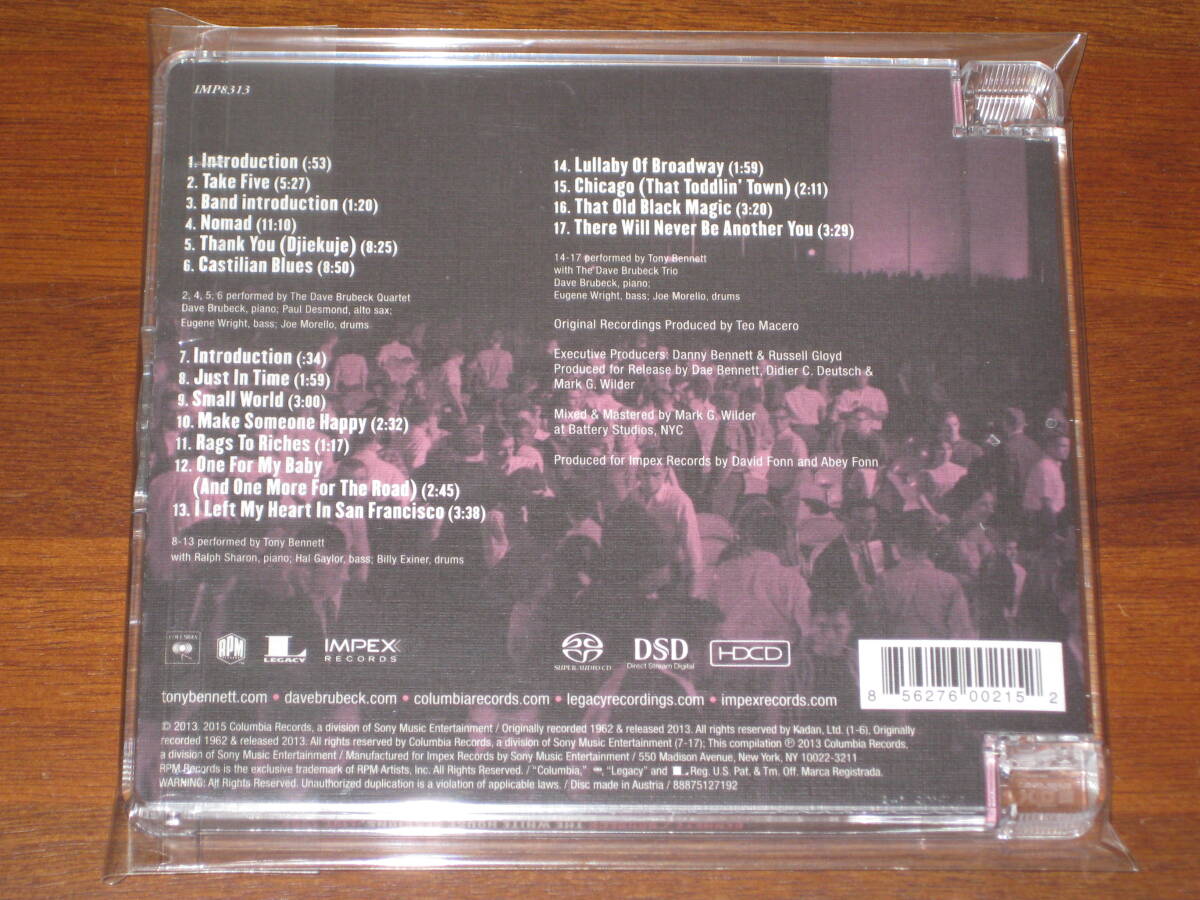 IMP8313
1. Introduction (:53)
2. Take Five (5:27)
3. Band introduction (1:20)
4. Nomad (11:10)
5. Thank You (Djiekuje) (8:25)
6. Castilian Blues (8:50)
2, 4, 5, 6 performed by The Dave Brubeck Quartet
Dave Brubeck, piano; Paul Desmond, alto sax;
Eugene Wright, bass; Joe Morello, drums
7. Introduction (:34)
8. Just In Time (1:59)
9. Small World (3:00)
10. Make Someone Happy (2:32)
11. Rags To Riches (1:17)
12. One For My Baby
(And One More For The Road) (2:45)
13. I Left My Heart In San Francisco (3:38)
8-13 performed by Tony Bennett
with Ralph Sharon, piano; Hal Gaylor, bass; Billy Exiner, drums
14. Lullaby Of Broadway (1:59)
15. Chicago (That Toddlin' Town) (2:11)
16. That Old Black Magic (3:20)
17. There Will Never Be Another You (3:29)
14-17 performed by Tony Bennett
with The Dave Brubeck Trio
Dave Brubeck, piano;
Eugene Wright, bass; Joe Morello, drums
Original Recordings Produced by Teo Macero
Executive Producers: Danny Bennett & Russell Gloyd
Produced for Release by Dae Bennett, Didier C. Deutsch &
Mark G. Wilder
Mixed & Mastered by Mark G. Wilder
at Battery Studios, NYC
Produced for Impex Records by David Fonn and Abey Fonn
COLUMBIA
RPM
L
LEGACY
IMPEX
RECORDS
SUPER AUDIO CD
DSD
Direct Stream Digital
HDCD
8 56276 00215 2
tonybennett.com • davebrubeck.com • columbiarecords.com • legacyrecordings.com • impexrecords.com
© 2013, 2015 Columbia Records, a division of Sony Music Entertainment / Originally recorded 1962 & released 2013. All rights reserved by Kadan, Ltd. (1-6), Originally
recorded 1962 & released 2013. All rights reserved by Columbia Records, a division of Sony Music Entertainment (7-17); This compilation ℗ 2013 Columbia Records,
a division of Sony Music Entertainment / Manufactured for Impex Records by Sony Music Entertainment / 550 Madison Avenue, New York, NY 10022-3211
RPM Records is the exclusive trademark of RPM Artists, Inc. All Rights Reserved. / "Columbia," , "Legacy" and L Reg. U.S. Pat. & Tm. Off. Marca Registrada.
WARNING: All Rights Reserved. Unauthorized duplication is a violation of applicable laws. / Disc made in Austria / 88875127192